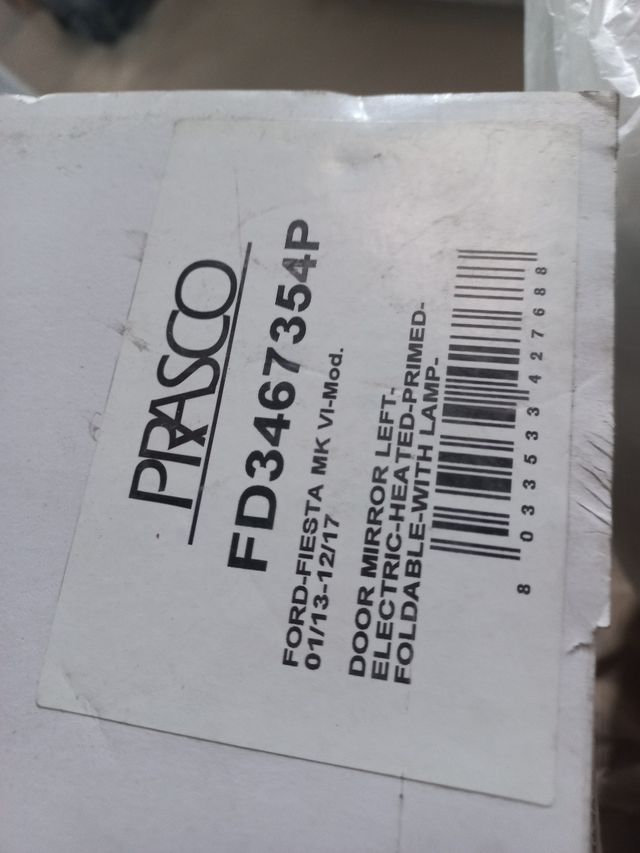 PRASCO
FD3467354P
FORD-FIESTA MK VI-Mod.
01/13-12/17
DOOR MIRROR LEFT-
ELECTRIC-HEATED-PRIMED-
FOLDABLE-WITH LAMP-
8 033533 427688